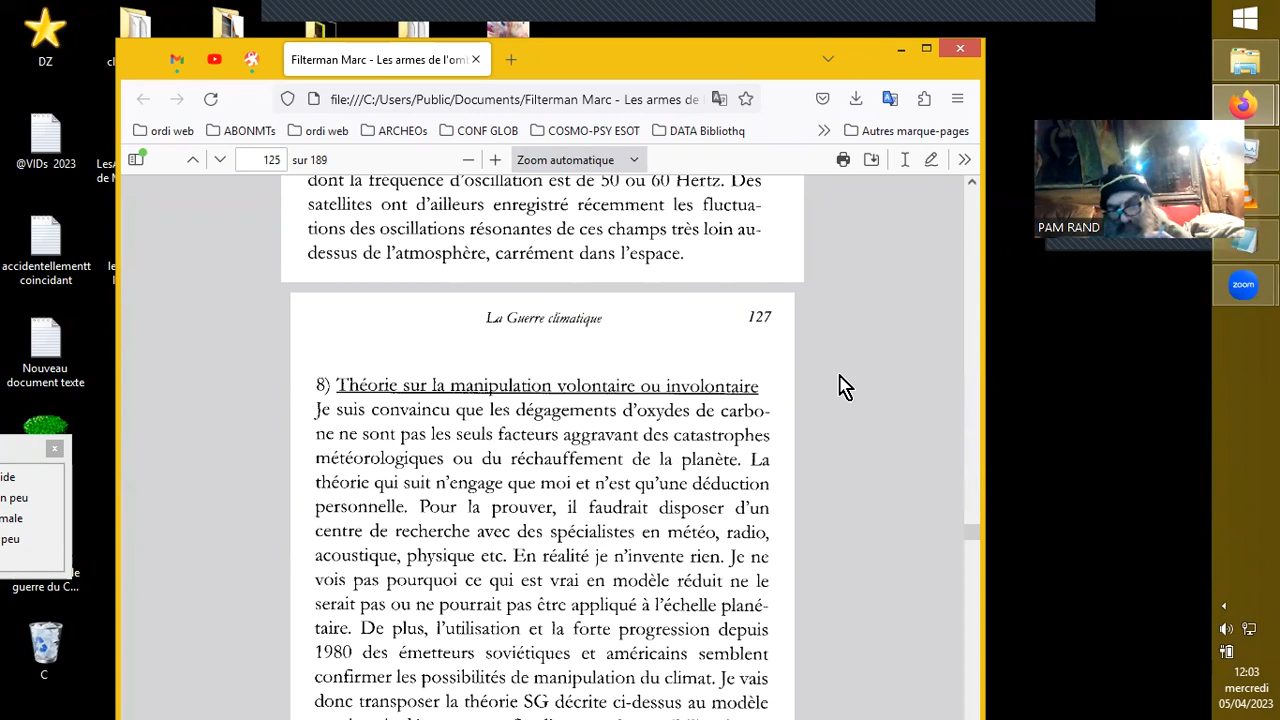 DZ
@VIDs 2023
accidentellementt
coincidant
Nouveau
document texte
ide
n peu
male
peu
guerre du C...
C
Filterman Marc - Les armes de l'oml
file:///C:/Users/Public/Documents/Filterman Marc - Les armes de
ordi web
ABONMTs
ordi web
ARCHEOs
CONF GLOB
COSMO-PSY ESOT
DATA Bibliothq
Autres marque-pages
125
sur 189
Zoom automatique
dont la fréquence d'oscillation est de 50 ou 60 Hertz. Des
satellites ont d'ailleurs enregistré récemment les fluctua-
tions des oscillations résonantes de ces champs très loin au-
dessus de l'atmosphère, carrément dans l'espace.
La Guerre climatique
127
8) Théorie sur la manipulation volontaire ou involontaire
Je suis convaincu que les dégagements d'oxydes de carbo-
ne ne sont pas les seuls facteurs aggravant des catastrophes
météorologiques ou du réchauffement de la planète. La
théorie qui suit n'engage que moi et n'est qu'une déduction
personnelle. Pour la prouver, il faudrait disposer d'un
centre de recherche avec des spécialistes en météo, radio,
acoustique, physique etc. En réalité je n'invente rien. Je ne
vois pas pourquoi ce qui est vrai en modèle réduit ne le
serait pas ou ne pourrait pas être appliqué à l'échelle plané-
taire. De plus, l'utilisation et la forte progression depuis
1980 des émetteurs soviétiques et américains semblent
confirmer les possibilités de manipulation du climat. Je vais
donc transposer la théorie SG décrite ci-dessus au modèle
PAM RAND
zoom
12:03
mercredi
05/04/2023